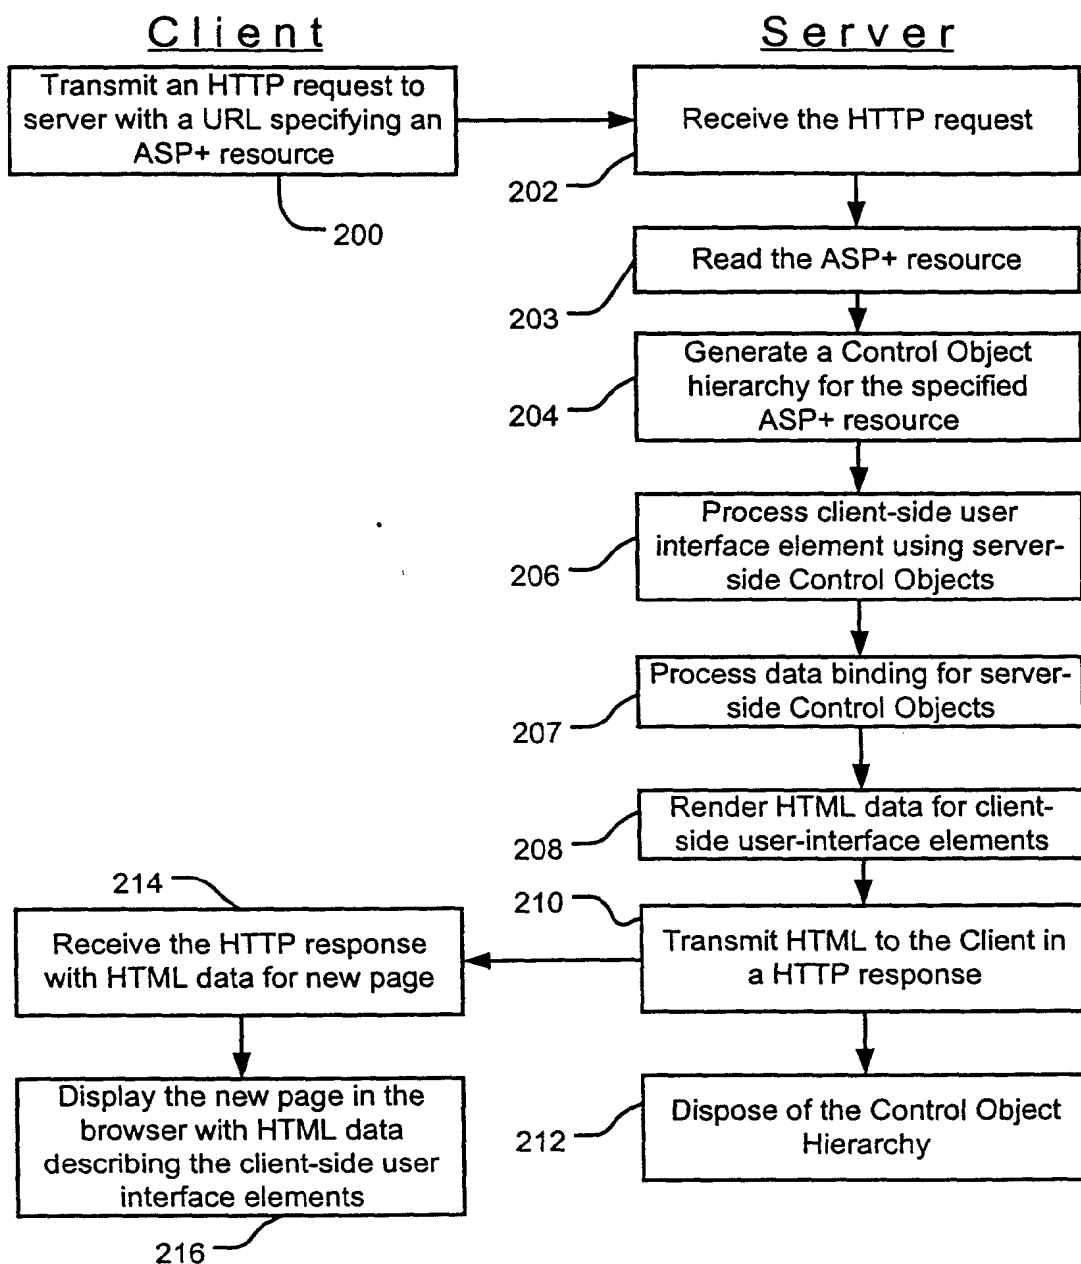 Client
Server
Transmit an HTTP request to
server with a URL specifying an
ASP+ resource
200
Receive the HTTP request
202
Read the ASP+ resource
203
Generate a Control Object
hierarchy for the specified
ASP+ resource
204
Process client-side user
interface element using server-
side Control Objects
206
Process data binding for server-
side Control Objects
207
Render HTML data for client-
side user-interface elements
208
210
Transmit HTML to the Client in
a HTTP response
214
Receive the HTTP response
with HTML data for new page
Dispose of the Control Object
Hierarchy
212
Display the new page in the
browser with HTML data
describing the client-side user
interface elements
216